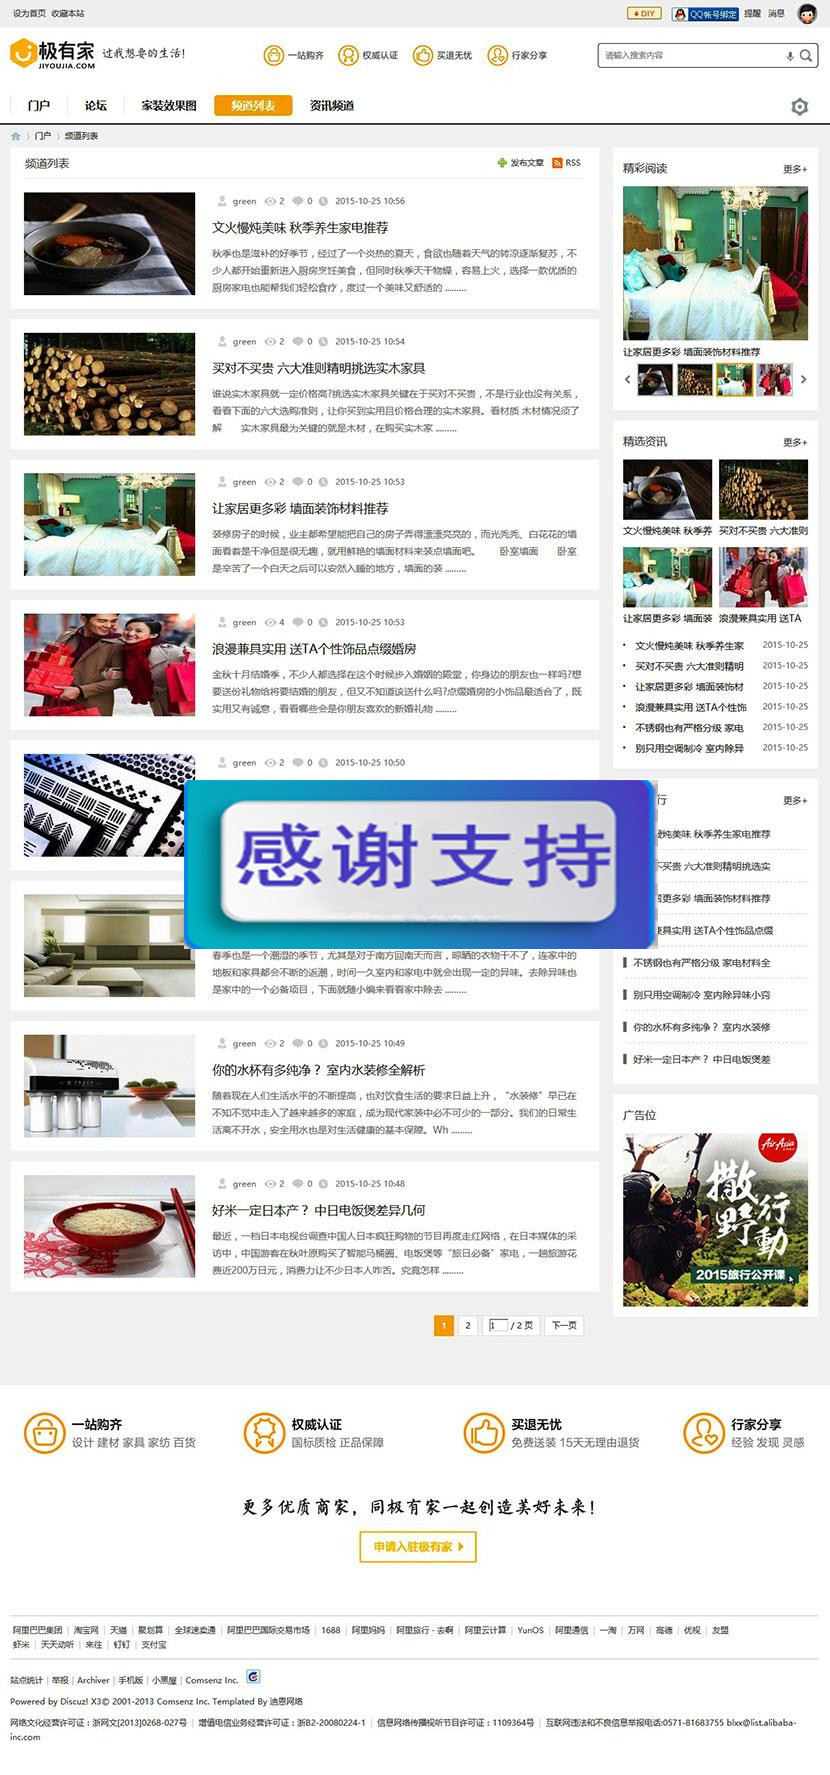 设为首页 收藏本站
DIY QQ帐号绑定 提醒 消息
极有家 过我想要的生活!
JIYOUJIA.COM
一站购齐 权威认证 买退无忧 行家分享
请输入搜索内容
门户 论坛 家装效果图 频道列表 资讯频道
门户 频道列表
频道列表 发布文章 RSS
green 2 0 2015-10-25 10:56
文火慢炖美味 秋季养生家电推荐
秋季也是滋补的好季节，经过了一个炎热的夏天，食欲也随着天气的转凉逐渐复苏，不
少人都开始重新进入厨房烹饪美食，但同时秋季天干物燥，容易上火，选择一款优质的
厨房家电也能帮我们轻松食疗，度过一个美味又舒适的 .........
green 2 0 2015-10-25 10:54
买对不买贵 六大准则精明挑选实木家具
谁说实木家具就一定价格高?挑选实木家具关键在于买对不买贵，不是行业也没有关系，
看看下面的六大选购准则，让你买到实用且价格合理的实木家具。看材质 木材情况须了
解 实木家具最为关键的就是木材，在购买实木家 .........
green 2 0 2015-10-25 10:53
让家居更多彩 墙面装饰材料推荐
装修房子的时候，业主都希望能把自己的房子弄得漂漂亮亮的，而光秃秃、白花花的墙
面看着是干净但是很无趣，就用鲜艳的墙面材料来装点墙面吧。 卧室墙面 卧室
是辛苦了一个白天之后可以安然入睡的地方，墙面的装 .........
green 4 0 2015-10-25 10:53
浪漫兼具实用 送TA个性饰品点缀婚房
金秋十月结婚季，不少人都选择在这个时候步入婚姻的殿堂，你身边的朋友也一样吗?想
要送份礼物给将要结婚的朋友，但又不知道该送什么吗?点缀婚房的小饰品最适合了，既
实用又有诚意，看看哪些会是你朋友喜欢的新婚礼物 .........
green 2 0 2015-10-25 10:50
感谢支持
春季也是一个潮湿的季节，尤其是对于南方回南天而言，晾晒的衣物干不了，连家中的
地板和家具都会不断的返潮，时间一久室内和家电中就会出现一定的异味。去除异味也
是家中的一个必备项目，下面就随小编来看看家中除去 .........
green 2 0 2015-10-25 10:49
你的水杯有多纯净？ 室内水装修全解析
随着现在人们生活水平的不断提高，也对饮食生活的要求日益上升，“水装修”早已在
不知不觉中走入了越来越多的家庭，成为现代家装中必不可少的一部分。我们的日常生
活离不开水，安全用水也是对生活健康的基本保障。Wh .........
green 2 0 2015-10-25 10:48
好米一定日本产？ 中日电饭煲差异几何
最近，一档日本电视台调查中国人日本疯狂购物的节目再度走红网络，在日本媒体的采
访中，中国游客在秋叶原购买了智能马桶圈、电饭煲等“旅日必备”家电，一趟旅游花
费近200万日元，消费力让不少日本人咋舌。究竟怎样 .........
1 2 1 / 2 页 下一页
精彩阅读 更多+
让家居更多彩 墙面装饰材料推荐
精选资讯 更多+
文火慢炖美味 秋季养 买对不买贵 六大准则
让家居更多彩 墙面装 浪漫兼具实用 送TA
文火慢炖美味 秋季养生家 2015-10-25
买对不买贵 六大准则精明 2015-10-25
让家居更多彩 墙面装饰材 2015-10-25
浪漫兼具实用 送TA个性饰 2015-10-25
不锈钢也有严格分级 家电 2015-10-25
别只用空调制冷 室内除异 2015-10-25
行 更多+
炖美味 秋季养生家电推荐
不买贵 六大准则精明挑选实
居更多彩 墙面装饰材料推荐
兼具实用 送TA个性饰品点缀
不锈钢也有严格分级 家电材料全
别只用空调制冷 室内除异味小窍
你的水杯有多纯净？ 室内水装修
好米一定日本产？ 中日电饭煲差
广告位
AirAsia
撒野行動
2015旅行公开课
一站购齐 权威认证 买退无忧 行家分享
设计 建材 家具 家纺 百货 国标质检 正品保障 免费送装 15天无理由退货 经验 发现 灵感
更多优质商家，同极有家一起创造美好未来!
申请入驻极有家
阿里巴巴集团 | 淘宝网 | 天猫 | 聚划算 | 全球速卖通 | 阿里巴巴国际交易市场 | 1688 | 阿里妈妈 | 阿里旅行 · 去啊 | 阿里云计算 | YunOS | 阿里通信 | 一淘 | 万网 | 高德 | 优视 | 友盟
虾米 | 天天动听 | 来往 | 钉钉 | 支付宝
站点统计 | 举报 | Archiver | 手机版 | 小黑屋 | Comsenz Inc.
Powered by Discuz! X3© 2001-2013 Comsenz Inc. Templated By 迪恩网络
网络文化经营许可证：浙网文[2013]0268-027号 | 增值电信业务经营许可证：浙B2-20080224-1 | 信息网络传播视听节目许可证：1109364号 | 互联网违法和不良信息举报电话:0571-81683755 blxx@list.alibaba-
inc.com